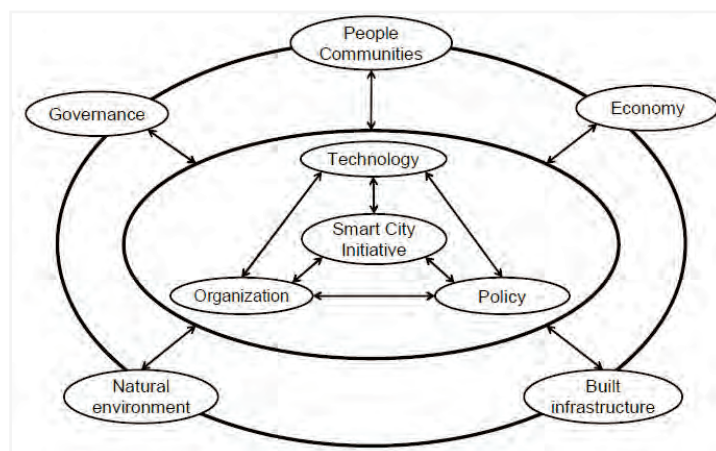 People
Communities
Governance
Economy
Technology
Smart City
Initiative
Organization
Policy
Natural
environment
Built
infrastructure